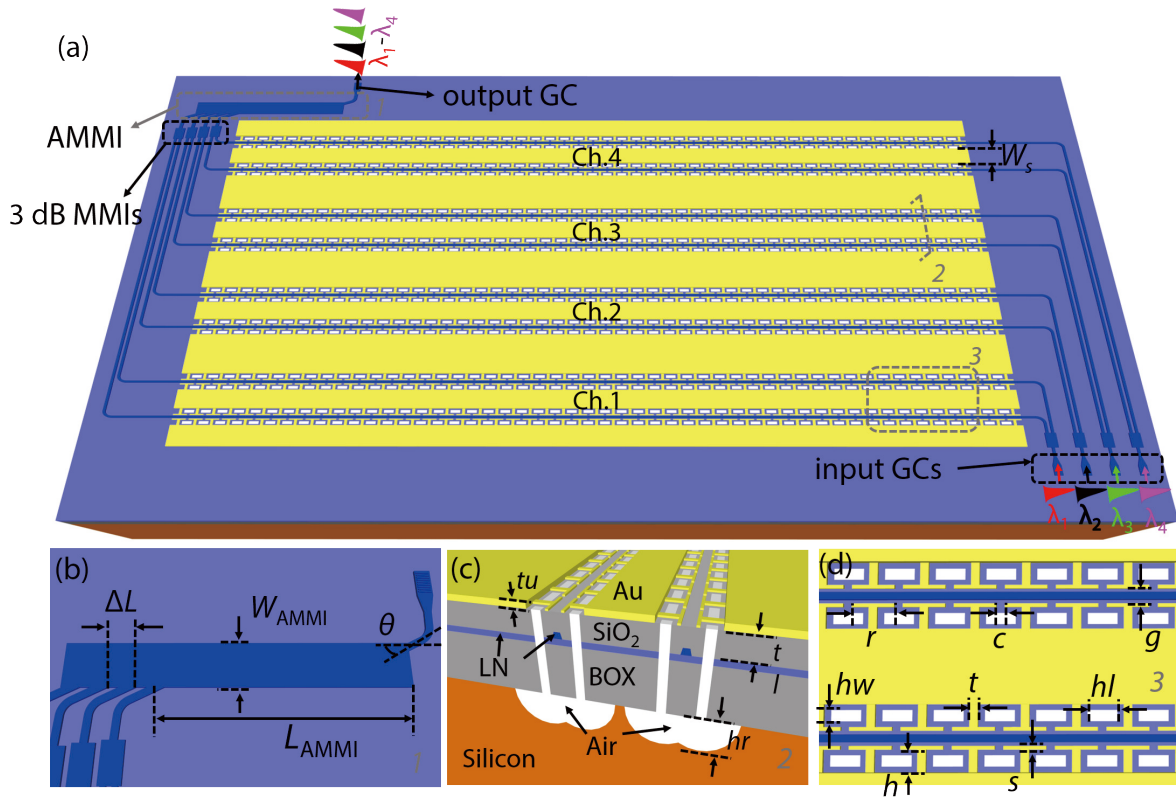 (a)
λ₁-λ₄
output GC
AMMI
3 dB MMIs
Ch.4
Wₛ
Ch.3
2
Ch.2
3
Ch.1
input GCs
λ₁ λ₂ λ₃ λ₄
(b)
ΔL
W_AMMI
θ
L_AMMI
1
(c)
tu
Au
SiO₂
t
LN
BOX
l
Air
hr
Silicon
2
(d)
r
c
g
3
hw
t
hl
h
s